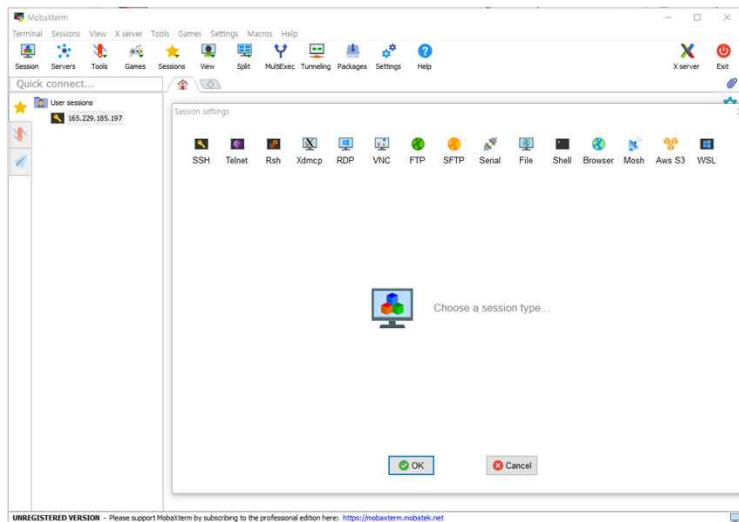 MobaXterm
Terminal Sessions View X server Tools Games Settings Macros Help
Session Servers Tools Games Sessions View Split MultiExec Tunneling Packages Settings Help X server Exit
Quick connect...
User sessions
165.229.185.197
Session settings
SSH Telnet Rsh Xdmcp RDP VNC FTP SFTP Serial File Shell Browser Mosh Aws S3 WSL
Choose a session type...
OK Cancel
UNREGISTERED VERSION - Please support MobaXterm by subscribing to the professional edition here: https://mobaxterm.mobatek.net